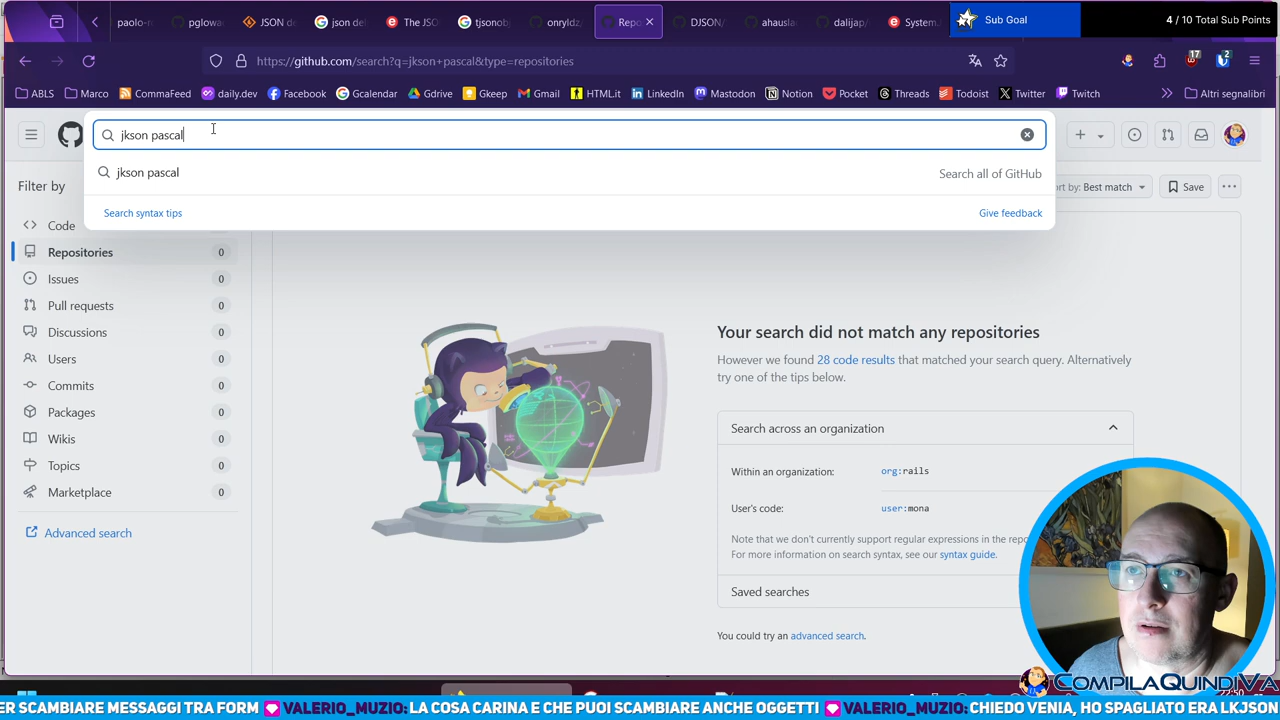 paolo-
pglowa
JSON de
json del
The JSO
tjsonobj
onryldz/
Repo
DJSON/
ahauslad
dalijap/
System.
Sub Goal
4 / 10 Total Sub Points
https://github.com/search?q=jkson+pascal&type=repositories
17
2
ABLS
Marco
CommaFeed
daily.dev
Facebook
Gcalendar
Gdrive
Gkeep
Gmail
HTML.it
LinkedIn
Mastodon
Notion
Pocket
Threads
Todoist
Twitter
Twitch
Altri segnalibri
jkson pascal
jkson pascal
Search all of GitHub
Search syntax tips
Give feedback
Filter by
ort by: Best match
Save
Code
Repositories 0
Issues 0
Pull requests 0
Discussions 0
Users 0
Commits 0
Packages 0
Wikis 0
Topics 0
Marketplace 0
Advanced search
Your search did not match any repositories
However we found 28 code results that matched your search query. Alternatively
try one of the tips below.
Search across an organization
Within an organization: org:rails
User's code: user:mona
Note that we don't currently support regular expressions in the repo
For more information on search syntax, see our syntax guide.
Saved searches
You could try an advanced search.
COMPILAQUINDIVA
22:50
ER SCAMBIARE MESSAGGI TRA FORM VALERIO_MUZIO: LA COSA CARINA E CHE PUOI SCAMBIARE ANCHE OGGETTI VALERIO_MUZIO: CHIEDO VENIA, HO SPAGLIATO ERA LKJSON